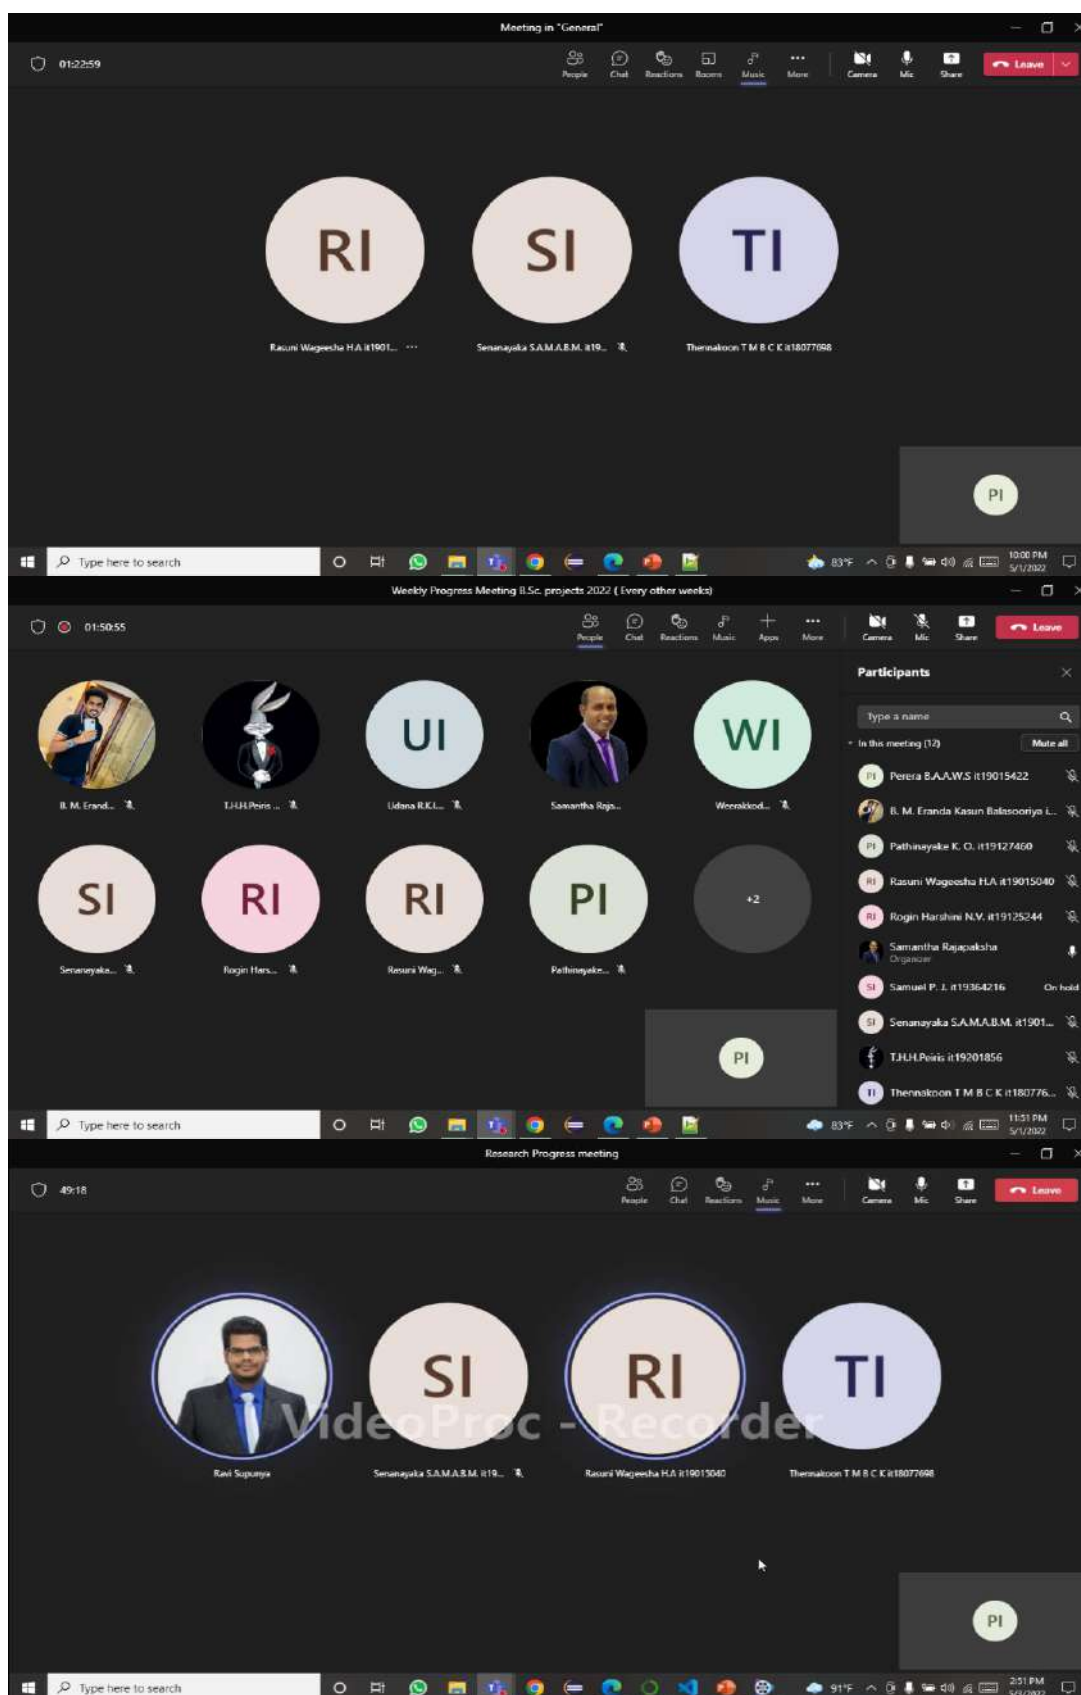 Meeting in "General"
01:22:59
People Chat Reactions Rooms Music More Camera Mic Share Leave
RI SI TI
Rasuni Wageesha H.A it1901... ...
Senanayaka S.A.M.A.B.M. it19...
Thennakoon T M B C K it18077698
PI
Type here to search
83°F
10:00 PM
5/1/2022
Weekly Progress Meeting B.Sc. projects 2022 ( Every other weeks)
01:50:55
People Chat Reactions Music Apps More Camera Mic Share Leave
Participants
Type a name
In this meeting (12) Mute all
UI WI
B. M. Erand... T.H.H.Peiris ... Udana R.K.I.... Samantha Raja... Weerakkod...
SI RI RI PI +2
Senanayaka... Rogin Hars... Rasuni Wag... Pathinayake...
PI
PI Perera B.A.A.W.S it19015422
B. M. Eranda Kasun Balasooriya i...
PI Pathinayake K. O. it19127460
RI Rasuni Wageesha H.A it19015040
RI Rogin Harshini N.V. it19125244
Samantha Rajapaksha
Organizer
SI Samuel P. J. it19364216 On hold
SI Senanayaka S.A.M.A.B.M. it1901...
T.H.H.Peiris it19201856
TI Thennakoon T M B C K it180776...
Type here to search
83°F
11:51 PM
5/1/2022
Research Progress meeting
49:18
People Chat Reactions Music More Camera Mic Share Leave
SI RI TI
VideoProc - Recorder
Ravi Supunya
Senanayaka S.A.M.A.B.M. it19...
Rasuni Wageesha H.A it19015040
Thennakoon T M B C K it18077698
PI
Type here to search
91°F
2:51 PM